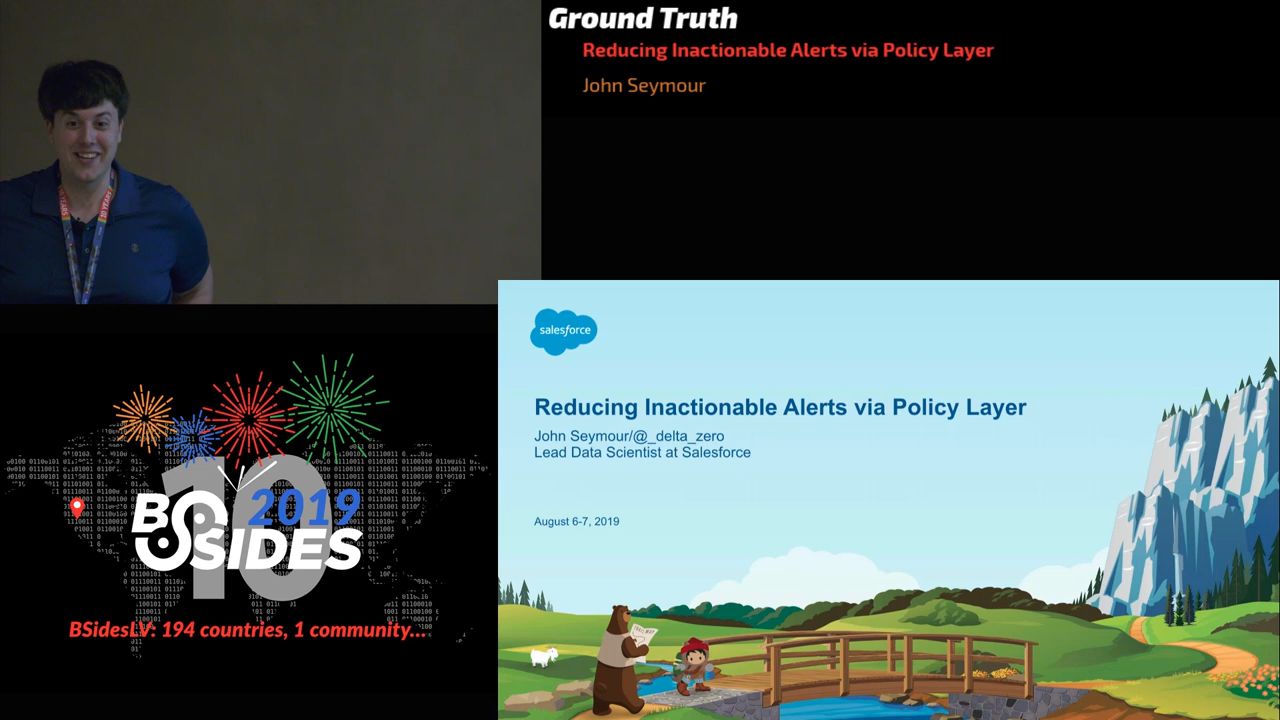 Ground Truth
Reducing Inactionable Alerts via Policy Layer
John Seymour
salesforce
Reducing Inactionable Alerts via Policy Layer
John Seymour/@_delta_zero
Lead Data Scientist at Salesforce
August 6-7, 2019
10
2019
BSIDES
BSidesLV: 194 countries, 1 community...